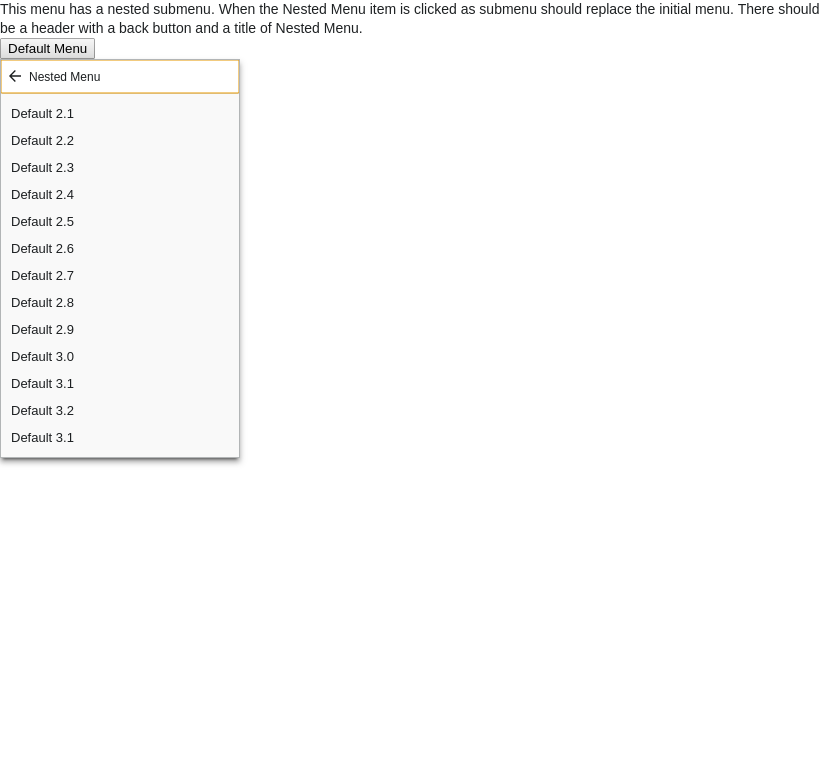 This menu has a nested submenu. When the Nested Menu item is clicked as submenu should replace the initial menu. There should
be a header with a back button and a title of Nested Menu.
Default Menu
Nested Menu
Default 2.1
Default 2.2
Default 2.3
Default 2.4
Default 2.5
Default 2.6
Default 2.7
Default 2.8
Default 2.9
Default 3.0
Default 3.1
Default 3.2
Default 3.1